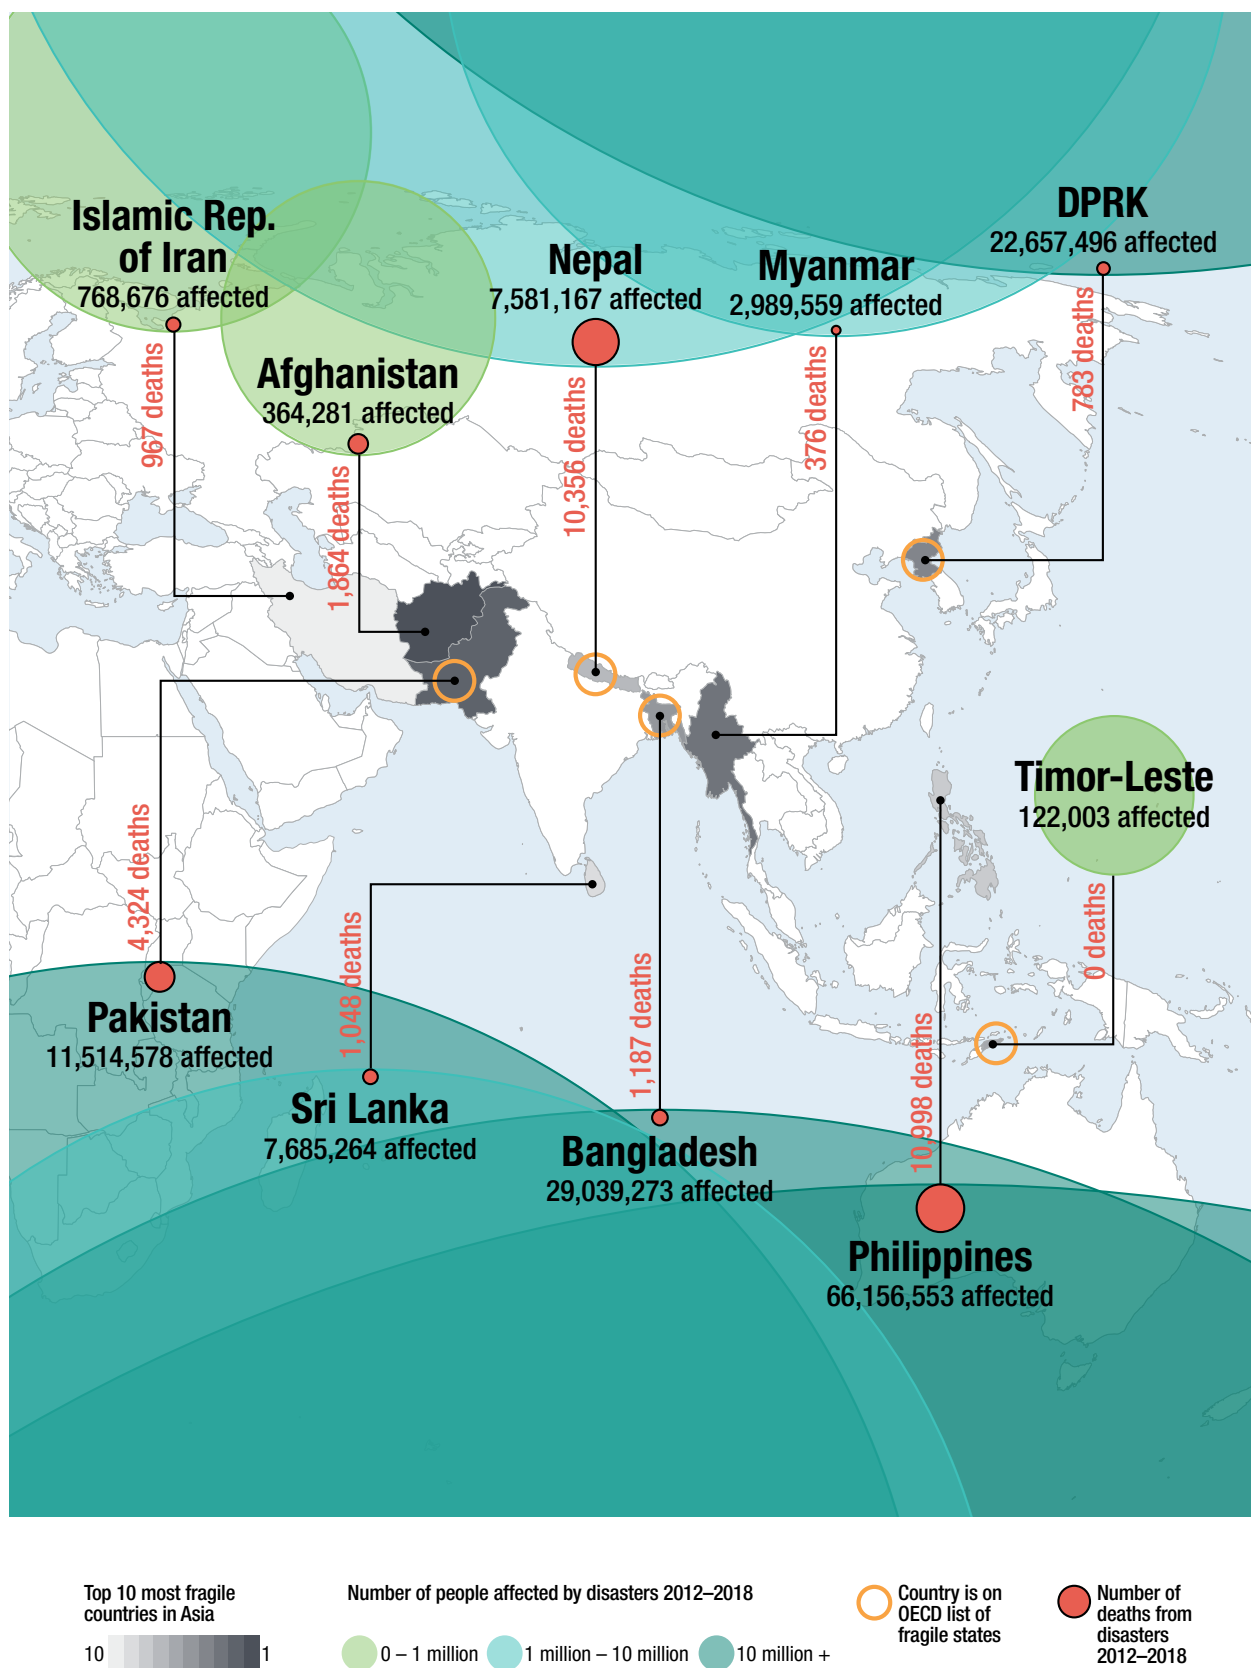 Islamic Rep.
of Iran
768,676 affected
967 deaths
Afghanistan
364,281 affected
1,864 deaths
Nepal
7,581,167 affected
10,356 deaths
Myanmar
2,989,559 affected
376 deaths
DPRK
22,657,496 affected
783 deaths
Timor-Leste
122,003 affected
0 deaths
4,324 deaths
Pakistan
11,514,578 affected
1,048 deaths
Sri Lanka
7,685,264 affected
1,187 deaths
Bangladesh
29,039,273 affected
10,998 deaths
Philippines
66,156,553 affected
Top 10 most fragile
countries in Asia
10 1
Number of people affected by disasters 2012–2018
0 – 1 million 1 million – 10 million 10 million +
Country is on
OECD list of
fragile states
Number of
deaths from
disasters
2012–2018